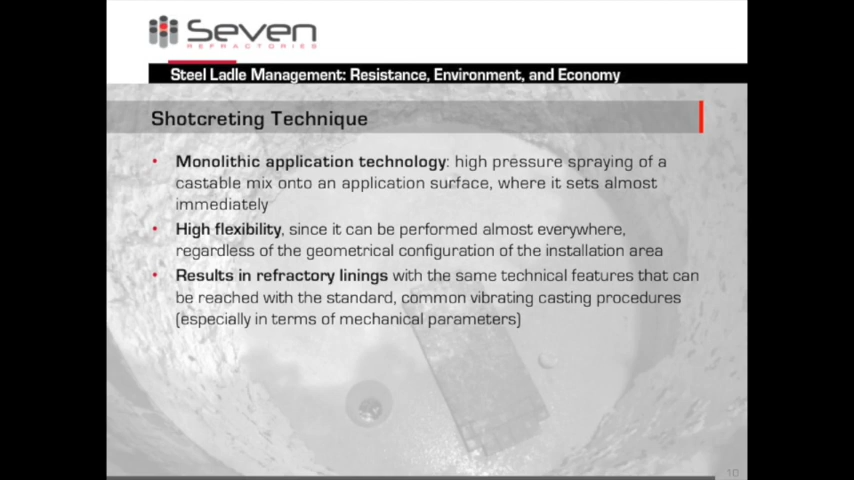 Seven
REFRACTORIES
Steel Ladle Management: Resistance, Environment, and Economy
Shotcreting Technique
• Monolithic application technology: high pressure spraying of a
castable mix onto an application surface, where it sets almost
immediately
• High flexibility, since it can be performed almost everywhere,
regardless of the geometrical configuration of the installation area
• Results in refractory linings with the same technical features that can
be reached with the standard, common vibrating casting procedures
(especially in terms of mechanical parameters)
10